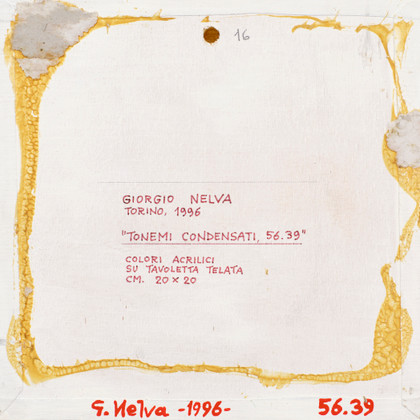 16
GIORGIO NELVA
TORINO, 1996
"TONEMI CONDENSATI, 56.39"
COLORI ACRILICI
SU TAVOLETTA TELATA
CM. 20 x 20
G. Nelva -1996- 56.39